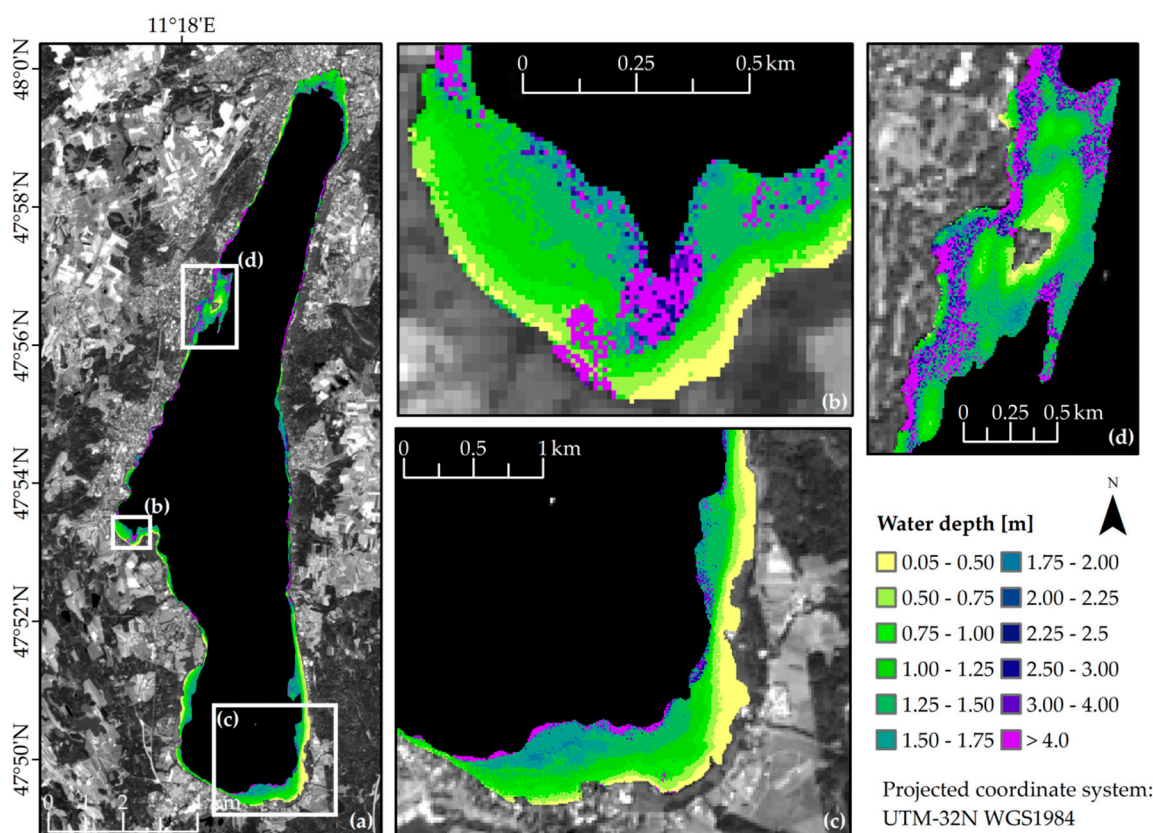 11°18'E
48°0'N
47°58'N
47°56'N
47°54'N
47°52'N
47°50'N
(d)
(b)
(c)
0 1 2 4 km
(a)
0 0.25 0.5 km
(b)
0 0.5 1 km
(c)
0 0.25 0.5 km
(d)
N
Water depth [m]
0.05 - 0.50
0.50 - 0.75
0.75 - 1.00
1.00 - 1.25
1.25 - 1.50
1.50 - 1.75
1.75 - 2.00
2.00 - 2.25
2.25 - 2.5
2.50 - 3.00
3.00 - 4.00
> 4.0
Projected coordinate system:
UTM-32N WGS1984